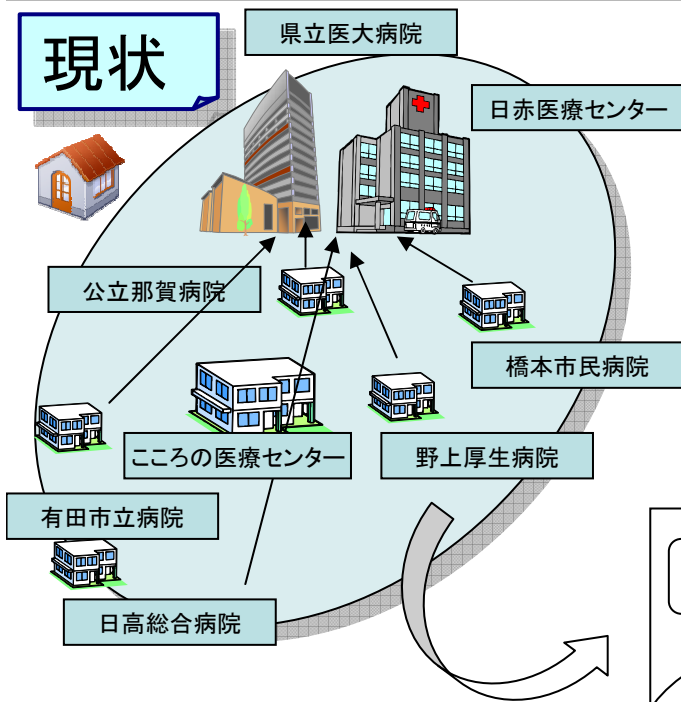 県立医大病院
現状
日赤医療センター
公立那賀病院
橋本市民病院
こころの医療センター
野上厚生病院
有田市立病院
日高総合病院